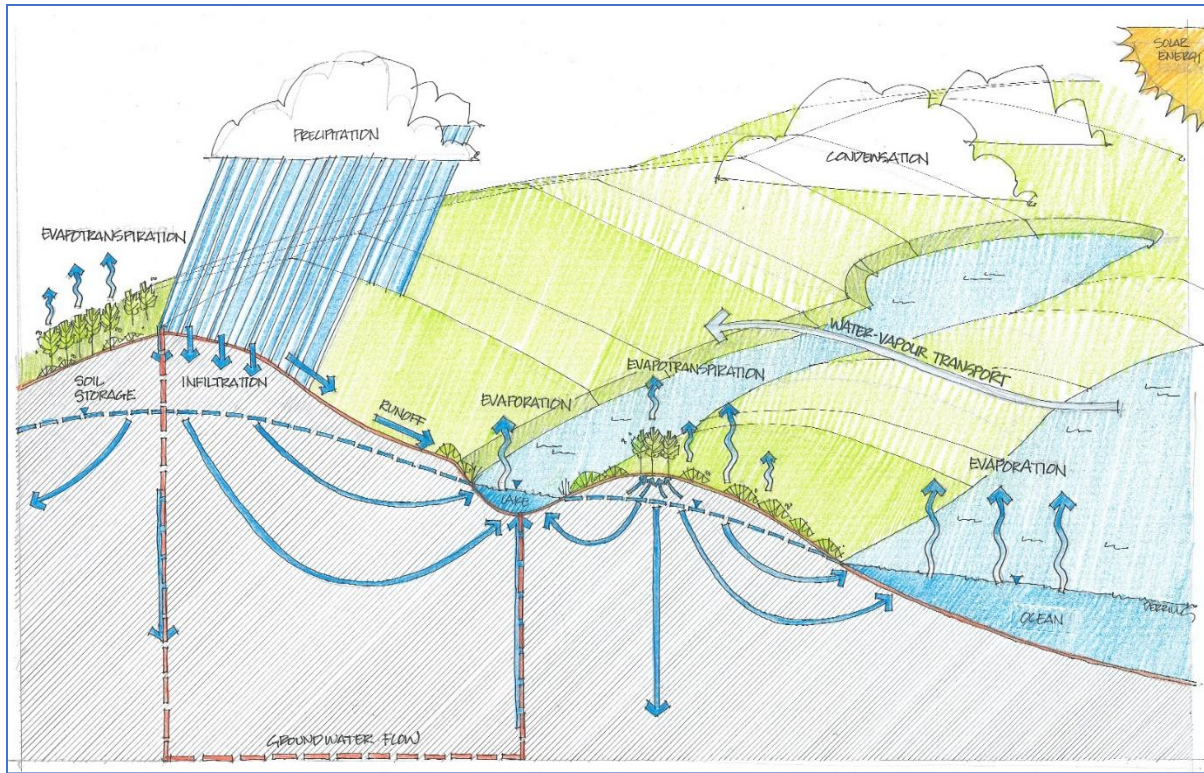 SOLAR
ENERGY
PRECIPITATION
CONDENSATION
EVAPOTRANSPIRATION
WATER-VAPOUR TRANSPORT
EVAPOTRANSPIRATION
SOIL
STORAGE
INFILTRATION
EVAPORATION
RUNOFF
EVAPORATION
LAKE
OCEAN
GROUNDWATER FLOW